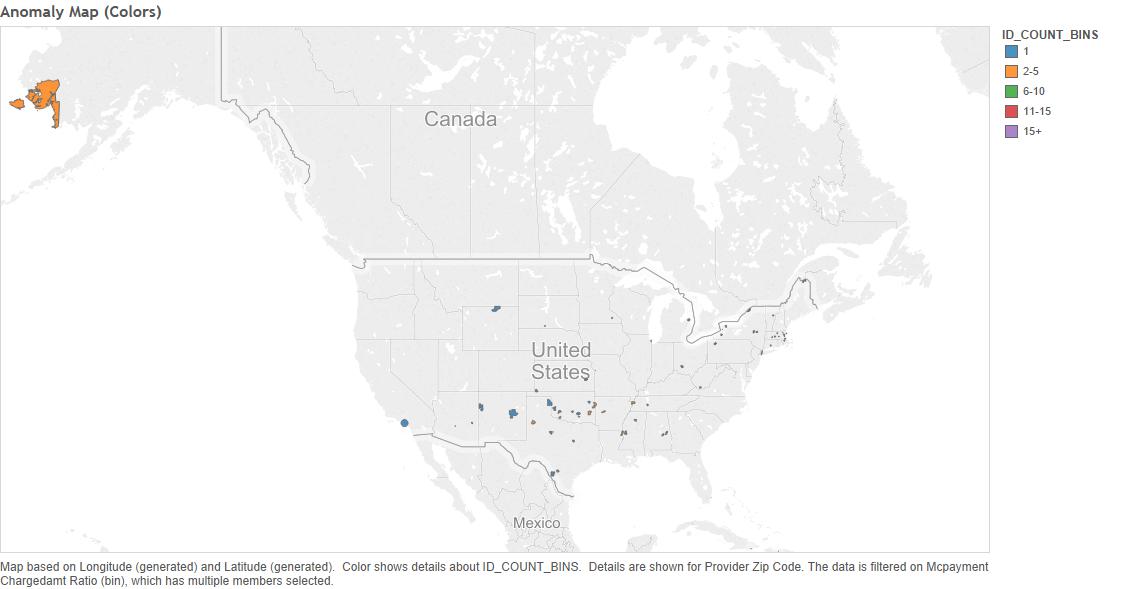 Anomaly Map (Colors)
ID_COUNT_BINS
1
2-5
6-10
11-15
15+
Canada
United
States
Mexico
Map based on Longitude (generated) and Latitude (generated).  Color shows details about ID_COUNT_BINS.  Details are shown for Provider Zip Code. The data is filtered on Mcpayment
Chargedamt Ratio (bin), which has multiple members selected.